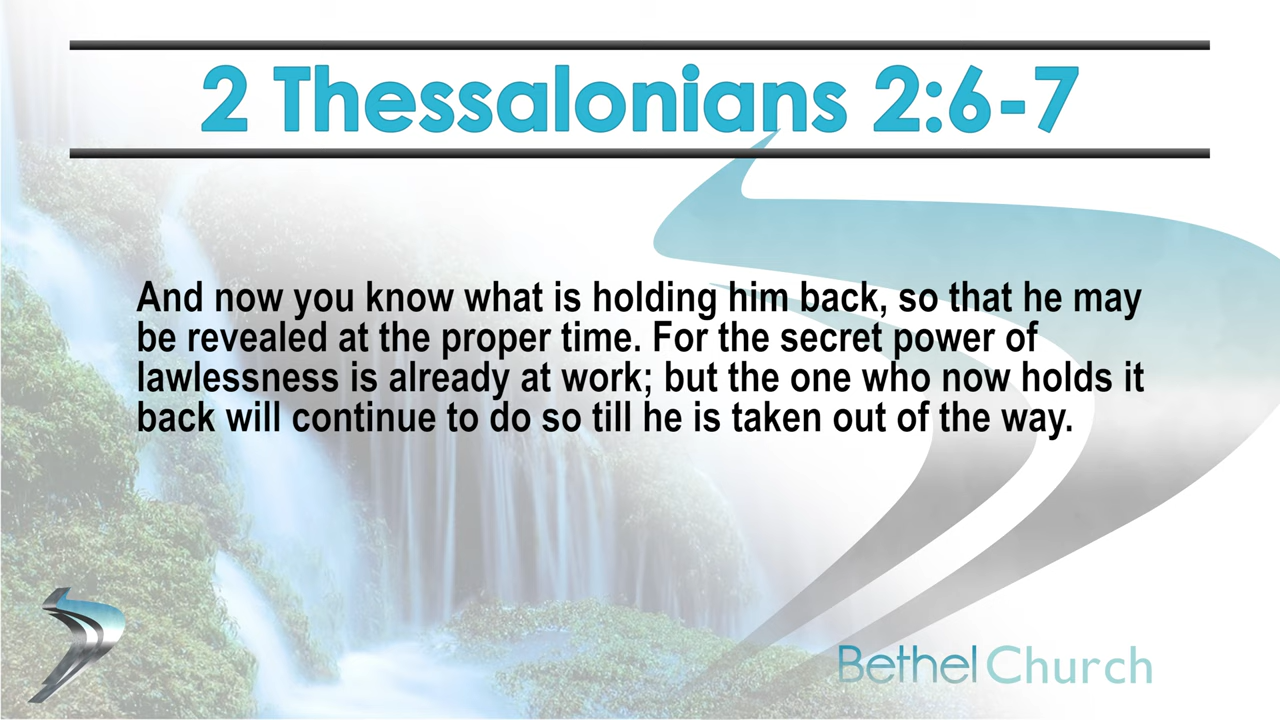 2 Thessalonians 2:6-7
And now you know what is holding him back, so that he may
be revealed at the proper time. For the secret power of
lawlessness is already at work; but the one who now holds it
back will continue to do so till he is taken out of the way.
Bethel Church